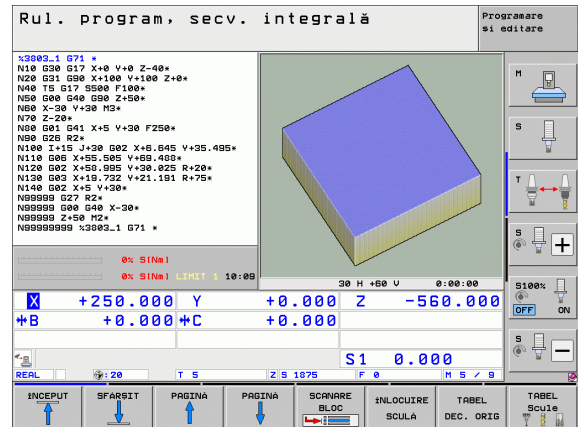 Rul. program, secv. integrală
Programare
si editare
%3803_1 G71 *
N10 G30 G17 X+0 Y+0 Z-40*
N20 G31 G90 X+100 Y+100 Z+0*
N40 T5 G17 S500 F100*
N50 G00 G40 G90 Z+50*
N60 X-30 Y+30 M3*
N70 Z-20*
N80 G01 G41 X+5 Y+30 F250*
N90 G26 R2*
N100 I+15 J+30 G02 X+6.645 Y+35.495*
N110 G06 X+55.505 Y+69.488*
N120 G02 X+58.995 Y+30.025 R+20*
N130 G03 X+19.732 Y+21.191 R+75*
N140 G02 X+5 Y+30*
N99999 G27 R2*
N99999 G00 G40 X-30*
N99999 Z+50 M2*
N99999999 %3803_1 G71 *
0% S[Nm]
0% S[Nm] LIMIT 1 10:09
30 H +60 V 0:00:00
X +250.000 Y +0.000 Z -560.000
B +0.000 C +0.000
S1 0.000
REAL :20 T 5 Z S 1875 F 0 M 5 / 9
M
S
T
S
S100%
OFF ON
S
ÎNCEPUT
SFÂRŞIT
PAGINĂ
PAGINĂ
SCANARE
BLOC
ÎNLOCUIRE
SCULĂ
TABEL
DEC. ORIG
TABEL
Scule